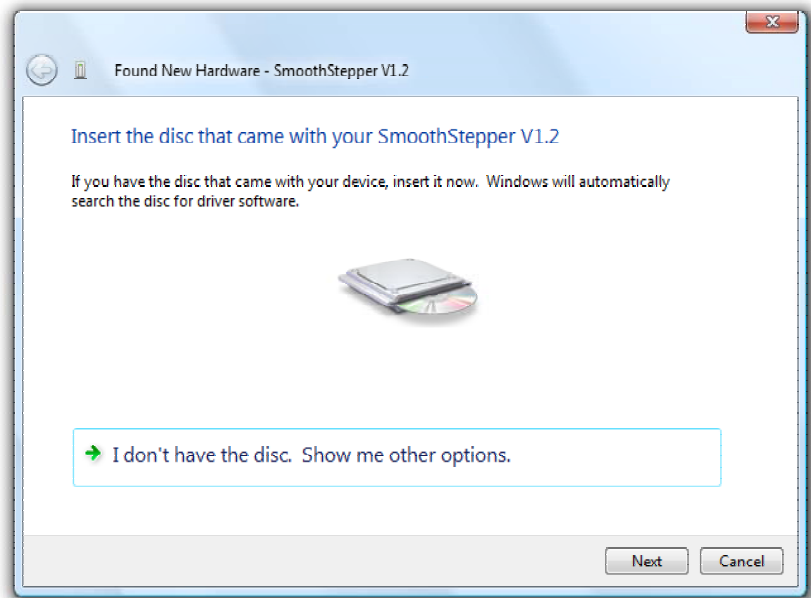 Found New Hardware - SmoothStepper V1.2
Insert the disc that came with your SmoothStepper V1.2
If you have the disc that came with your device, insert it now.  Windows will automatically
search the disc for driver software.
I don't have the disc.  Show me other options.
Next
Cancel